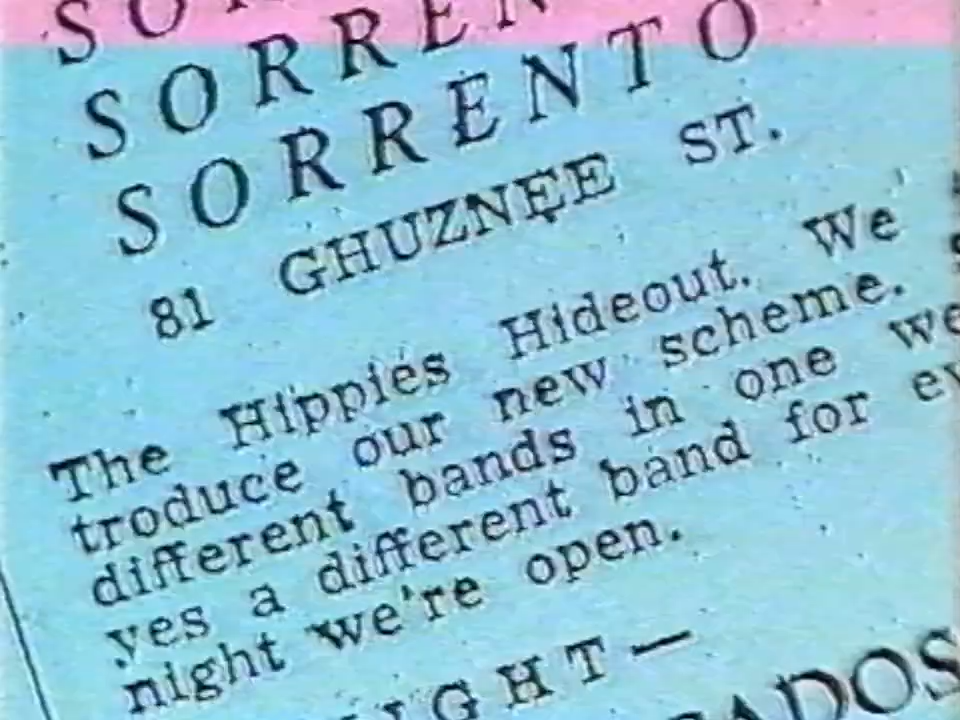 SORREN
SORRENTO
SORRENTO
81 GHUZNEE ST.
The Hippies Hideout. We
troduce our new scheme.
different bands in one we
yes a different band for ev
night we're open.
IGHT—
ADOS